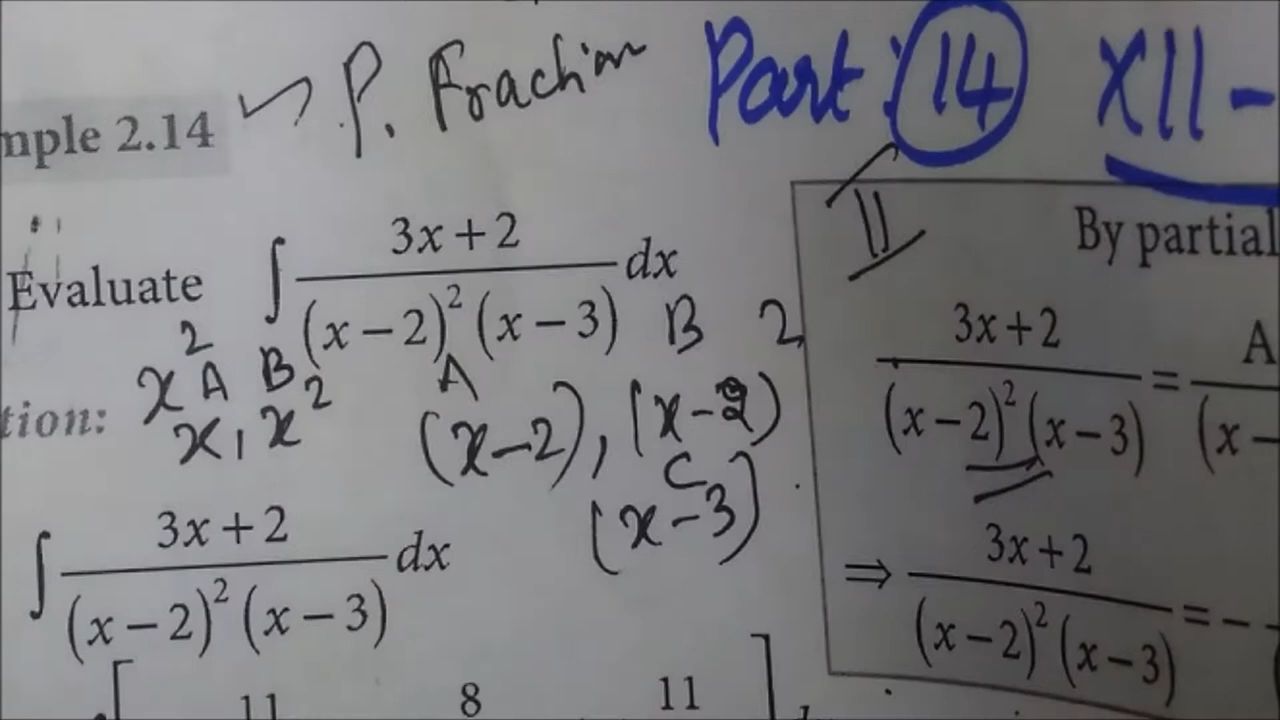 mple 2.14 P. Fraction Part : 14 XII -
Evaluate ∫ 3x + 2 / (x − 2)² (x − 3) dx
x² A B A B 2
x, x² (x-2), (x-2)
C
(x-3)
tion:
∫ 3x + 2 / (x − 2)² (x − 3) dx
11 8 11
II By partial
3x + 2 / (x − 2)² (x − 3) = A / (x −
⇒ 3x + 2 / (x − 2)² (x − 3) = −